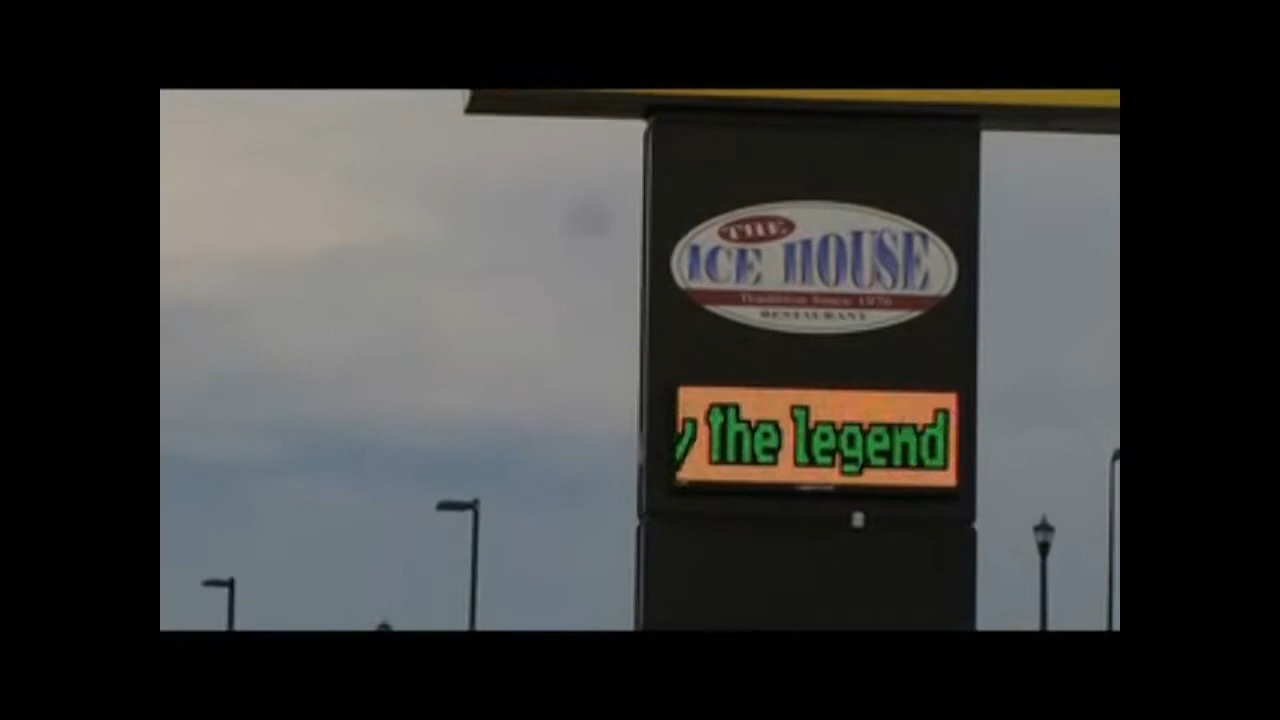 THE
ICE HOUSE
Tradition Since 1976
RESTAURANT
y the legend